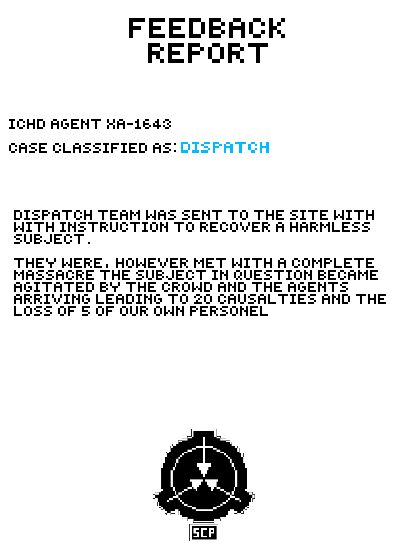 FEEDBACK
REPORT
ICHD AGENT XA-1643
CASE CLASSIFIED AS: DISPATCH
DISPATCH TEAM WAS SENT TO THE SITE WITH
WITH INSTRUCTION TO RECOVER A HARMLESS
SUBJECT.
THEY WERE, HOWEVER MET WITH A COMPLETE
MASSACRE THE SUBJECT IN QUESTION BECAME
AGITATED BY THE CROWD AND THE AGENTS
ARRIVING LEADING TO 20 CAUSALTIES AND THE
LOSS OF 5 OF OUR OWN PERSONEL
SCP